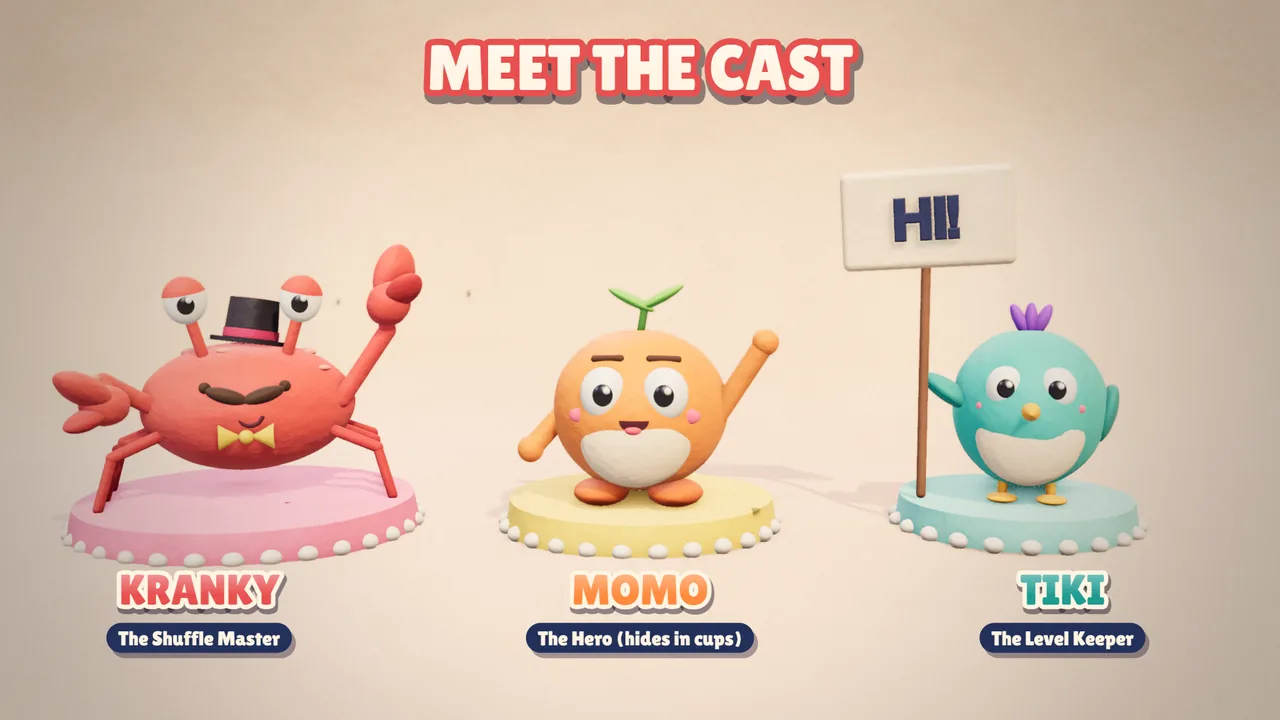 MEET THE CAST
HI!
KRANKY
The Shuffle Master
MOMO
The Hero (hides in cups)
TIKI
The Level Keeper